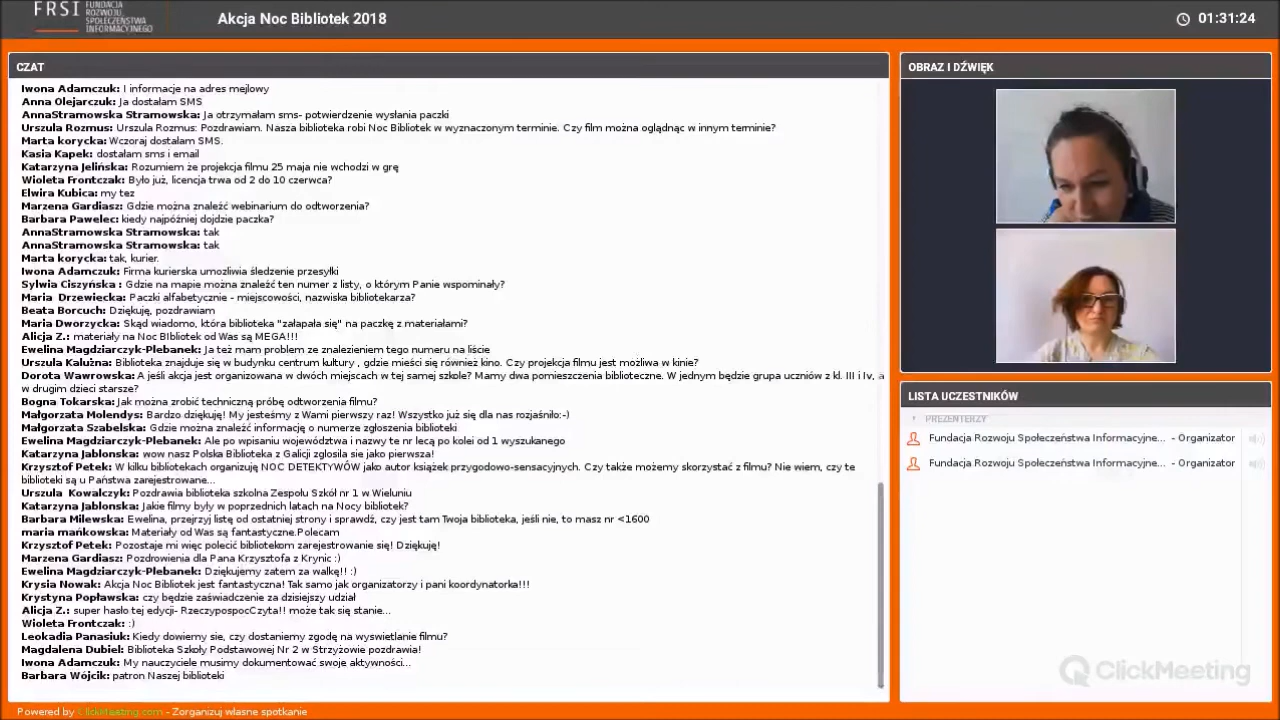 FRSI FUNDACJA
ROZWOJU
SPOŁECZEŃSTWA
INFORMACYJNEGO
Akcja Noc Bibliotek 2018
01:31:24
CZAT
Iwona Adamczuk: I informacje na adres mejlowy
Anna Olejarczuk: Ja dostałam SMS
AnnaStramowska Stramowska: Ja otrzymałam sms- potwierdzenie wysłania paczki
Urszula Rozmus: Urszula Rozmus: Pozdrawiam. Nasza biblioteka robi Noc Bibliotek w wyznaczonym terminie. Czy film można oglądnąc w innym terminie?
Marta korycka: Wczoraj dostałam SMS.
Kasia Kapek: dostałam sms i email
Katarzyna Jelińska: Rozumiem że projekcja filmu 25 maja nie wchodzi w grę
Wioleta Frontczak: Było już, licencja trwa od 2 do 10 czerwca?
Elwira Kubica: my tez
Marzena Gardiasz: Gdzie można znaleźć webinarium do odtworzenia?
Barbara Pawelec: kiedy najpóźniej dojdzie paczka?
AnnaStramowska Stramowska: tak
AnnaStramowska Stramowska: tak
Marta korycka: tak, kurier.
Iwona Adamczuk: Firma kurierska umozliwia śledzenie przesyłki
Sylwia Ciszyńska : Gdzie na mapie można znaleźć ten numer z listy, o którym Panie wspominały?
Maria Drzewiecka: Paczki alfabetycznie - miejscowości, nazwiska bibliotekarza?
Beata Borcuch: Dziękuję, pozdrawiam
Maria Dworzycka: Skąd wiadomo, która biblioteka "załapała się" na paczkę z materiałami?
Alicja Z.: materiały na Noc BIbliotek od Was są MEGA!!!
Ewelina Magdziarczyk-Plebanek: Ja też mam problem ze znalezieniem tego numeru na liście
Urszula Kalużna: Biblioteka znajduje się w budynku centrum kultury , gdzie mieści się również kino. Czy projekcja filmu jest możliwa w kinie?
Dorota Wawrowska: A jeśli akcja jest organizowana w dwóch miejscach w tej samej szkole? Mamy dwa pomieszczenia biblioteczne. W jednym będzie grupa uczniów z kl. III i Iv, a
w drugim dzieci starsze?
Bogna Tokarska: Jak można zrobić techniczną próbę odtworzenia filmu?
Małgorzata Molendys: Bardzo dziękuję! My jesteśmy z Wami pierwszy raz! Wszystko już się dla nas rozjaśniło:-)
Małgorzata Szabelska: Gdzie można znaleźć informację o numerze zgłoszenia biblioteki
Ewelina Magdziarczyk-Plebanek: Ale po wpisaniu województwa i nazwy te nr lecą po kolei od 1 wyszukanego
Katarzyna Jablonska: wow nasz Polska Biblioteka z Galicji zglosila sie jako pierwsza!
Krzysztof Petek: W kilku bibliotekach organizuję NOC DETEKTYWÓW jako autor książek przygodowo-sensacyjnych. Czy także możemy skorzystać z filmu? Nie wiem, czy te
biblioteki są u Państwa zarejestrowane...
Urszula Kowalczyk: Pozdrawia biblioteka szkolna Zespołu Szkół nr 1 w Wieluniu
Katarzyna Jablonska: Jakie filmy byly w poprzednich latach na Nocy bibliotek?
Barbara Milewska: Ewelina, przejrzyj listę od ostatniej strony i sprawdź, czy jest tam Twoja biblioteka, jeśli nie, to masz nr <1600
maria mańkowska: Materiały od Was są fantastyczne.Polecam
Krzysztof Petek: Pozostaje mi więc polecić bibliotekom zarejestrowanie się! Dziękuję!
Marzena Gardiasz: Pozdrowienia dla Pana Krzysztofa z Krynic :)
Ewelina Magdziarczyk-Plebanek: Dziękujemy zatem za walkę!! :)
Krysia Nowak: Akcja Noc Bibliotek jest fantastyczna! Tak samo jak organizatorzy i pani koordynatorka!!!
Krystyna Popławska: czy będzie zaświadczenie za dzisiejszy udział
Alicja Z.: super hasło tej edycji- RzeczypospocCzyta!! może tak się stanie...
Wioleta Frontczak: :)
Leokadia Panasiuk: Kiedy dowiemy sie, czy dostaniemy zgodę na wyswietlanie filmu?
Magdalena Dubiel: Biblioteka Szkoły Podstawowej Nr 2 w Strzyżowie pozdrawia!
Iwona Adamczuk: My nauczyciele musimy dokumentować swoje aktywności...
Barbara Wójcik: patron Naszej biblioteki
OBRAZ I DŹWIĘK
LISTA UCZESTNIKÓW
PREZENTERZY
Fundacja Rozwoju Społeczeństwa Informacyjne... - Organizator
Fundacja Rozwoju Społeczeństwa Informacyjne... - Organizator
ClickMeeting
Powered by ClickMeeting.com - Zorganizuj własne spotkanie